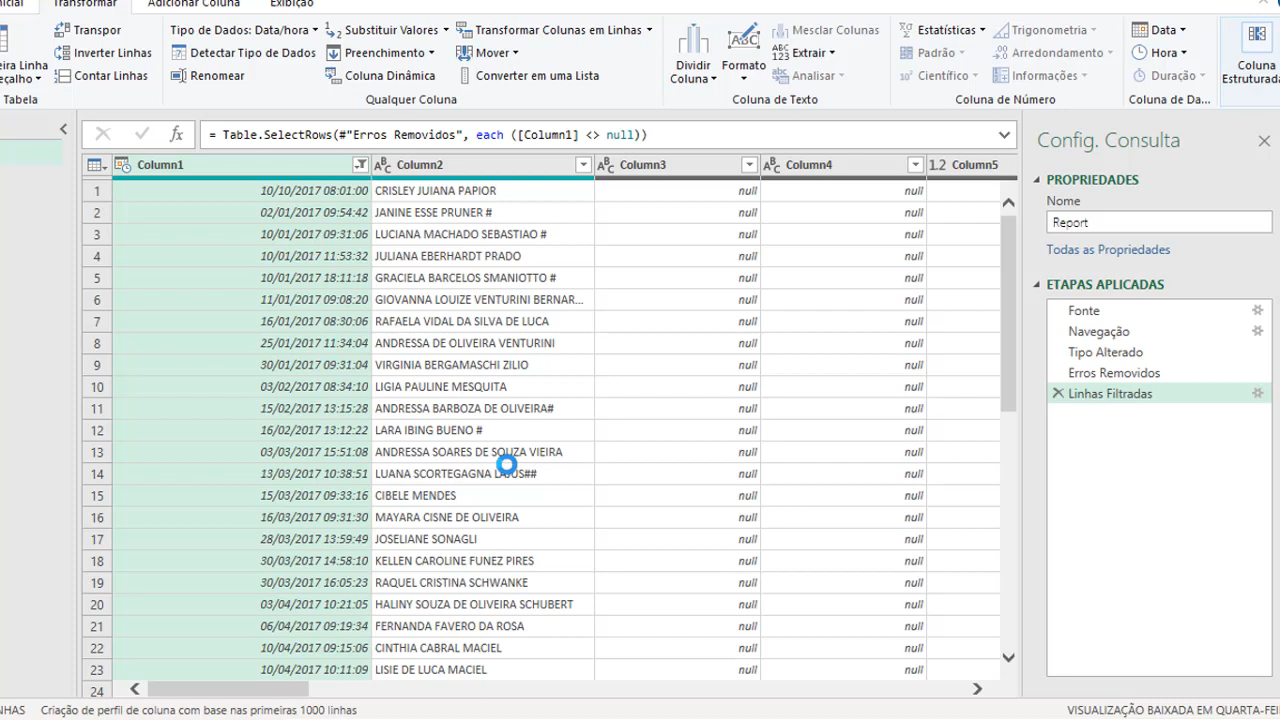 Transformar
Adicionar Coluna
Exibição
Transpor
Inverter Linhas
Contar Linhas
Tabela
Tipo de Dados: Data/hora
Detectar Tipo de Dados
Renomear
Substituir Valores
Preenchimento
Coluna Dinâmica
Transformar Colunas em Linhas
Mover
Converter em uma Lista
Qualquer Coluna
Dividir
Coluna
Formato
Mesclar Colunas
Extrair
Analisar
Coluna de Texto
Estatísticas
Padrão
Científico
Trigonometria
Arredondamento
Informações
Coluna de Número
Data
Hora
Duração
Coluna de Da...
Coluna
Estruturada
= Table.SelectRows(#"Erros Removidos", each ([Column1] <> null))
Column1 Column2 Column3 Column4 1.2 Column5
1 10/10/2017 08:01:00 CRISLEY JUIANA PAPIOR null null
2 02/01/2017 09:54:42 JANINE ESSE PRUNER # null null
3 10/01/2017 09:31:06 LUCIANA MACHADO SEBASTIAO # null null
4 10/01/2017 11:53:32 JULIANA EBERHARDT PRADO null null
5 10/01/2017 18:11:18 GRACIELA BARCELOS SMANIOTTO # null null
6 11/01/2017 09:08:20 GIOVANNA LOUIZE VENTURINI BERNAR... null null
7 16/01/2017 08:30:06 RAFAELA VIDAL DA SILVA DE LUCA null null
8 25/01/2017 11:34:04 ANDRESSA DE OLIVEIRA VENTURINI null null
9 30/01/2017 09:31:04 VIRGINIA BERGAMASCHI ZILIO null null
10 03/02/2017 08:34:10 LIGIA PAULINE MESQUITA null null
11 15/02/2017 13:15:28 ANDRESSA BARBOZA DE OLIVEIRA# null null
12 16/02/2017 13:12:22 LARA IBING BUENO # null null
13 03/03/2017 15:51:08 ANDRESSA SOARES DE SOUZA VIEIRA null null
14 13/03/2017 10:38:51 LUANA SCORTEGAGNA null null
15 15/03/2017 09:33:16 CIBELE MENDES null null
16 16/03/2017 09:31:30 MAYARA CISNE DE OLIVEIRA null null
17 28/03/2017 13:59:49 JOSELIANE SONAGLI null null
18 30/03/2017 14:58:10 KELLEN CAROLINE FUNEZ PIRES null null
19 30/03/2017 16:05:23 RAQUEL CRISTINA SCHWANKE null null
20 03/04/2017 10:21:05 HALINY SOUZA DE OLIVEIRA SCHUBERT null null
21 06/04/2017 09:19:34 FERNANDA FAVERO DA ROSA null null
22 10/04/2017 09:15:06 CINTHIA CABRAL MACIEL null null
23 10/04/2017 10:11:09 LISIE DE LUCA MACIEL null null
24
Config. Consulta
PROPRIEDADES
Nome
Report
Todas as Propriedades
ETAPAS APLICADAS
Fonte
Navegação
Tipo Alterado
Erros Removidos
Linhas Filtradas
Criação de perfil de coluna com base nas primeiras 1000 linhas
VISUALIZAÇÃO BAIXADA EM QUARTA-FEI